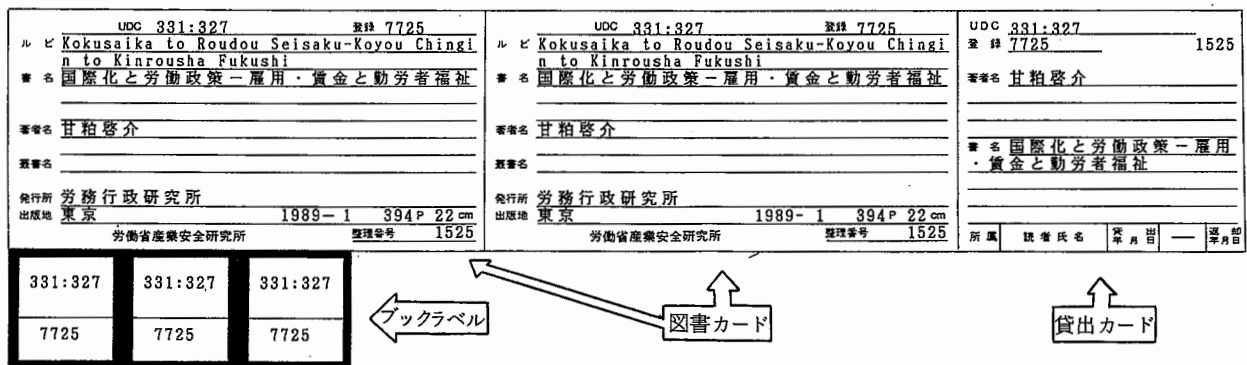 UDC 331:327 登録 7725
ルビ Kokusaika to Roudou Seisaku-Koyou Chingi
n to Kinrousha Fukushi
書名 国際化と労働政策－雇用・賃金と勤労者福祉
著者名 甘粕啓介
叢書名
発行所 労務行政研究所
出版地 東京 1989－ 1 394P 22cm
労働省産業安全研究所 整理番号 1525
UDC 331:327 登録 7725
ルビ Kokusaika to Roudou Seisaku-Koyou Chingi
n to Kinrousha Fukushi
書名 国際化と労働政策－雇用・賃金と勤労者福祉
著者名 甘粕啓介
叢書名
発行所 労務行政研究所
出版地 東京 1989- 1 394P 22cm
労働省産業安全研究所 整理番号 1525
UDC 331:327
登録 7725 1525
著者名 甘粕啓介
書名 国際化と労働政策－雇用
・賃金と勤労者福祉
所属 読者氏名 貸出年月日 — 返却年月日
331:327 331:327 331:327
7725 7725 7725
ブックラベル
図書カード
貸出カード